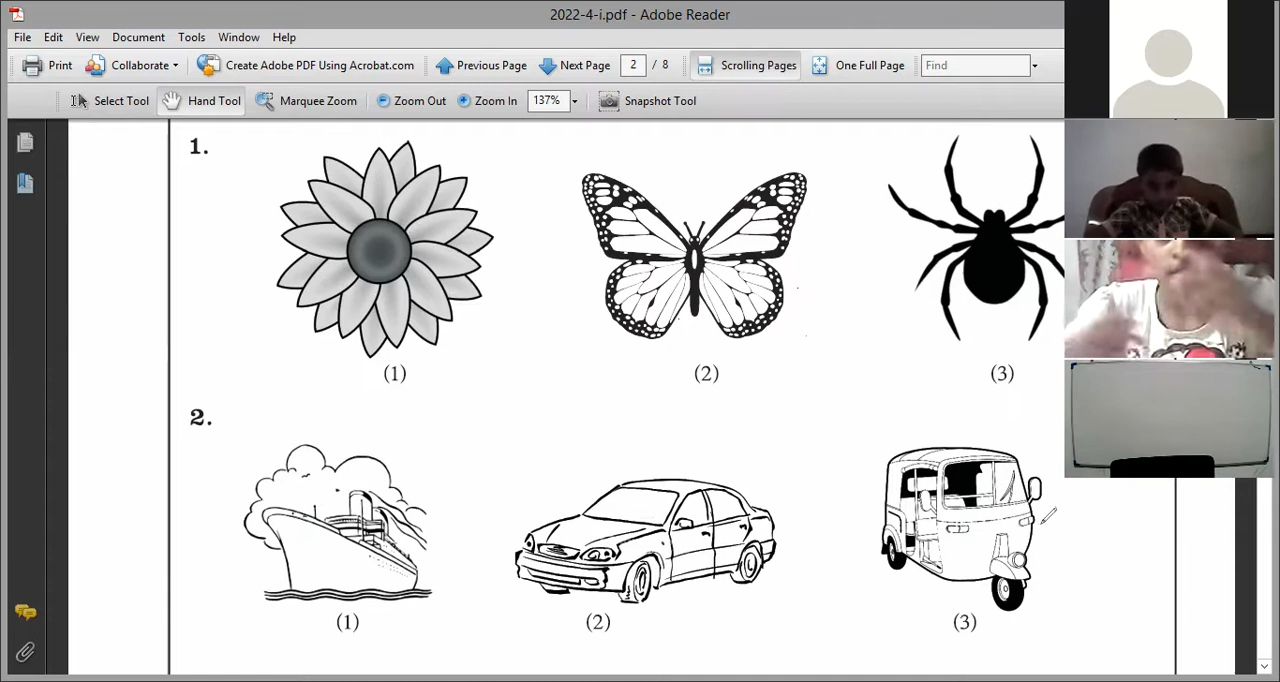 2022-4-i.pdf - Adobe Reader
File Edit View Document Tools Window Help
Print Collaborate Create Adobe PDF Using Acrobat.com Previous Page Next Page 2 / 8 Scrolling Pages One Full Page Find
Select Tool Hand Tool Marquee Zoom Zoom Out Zoom In 137% Snapshot Tool
1.
(1) (2) (3)
2.
(1) (2) (3)